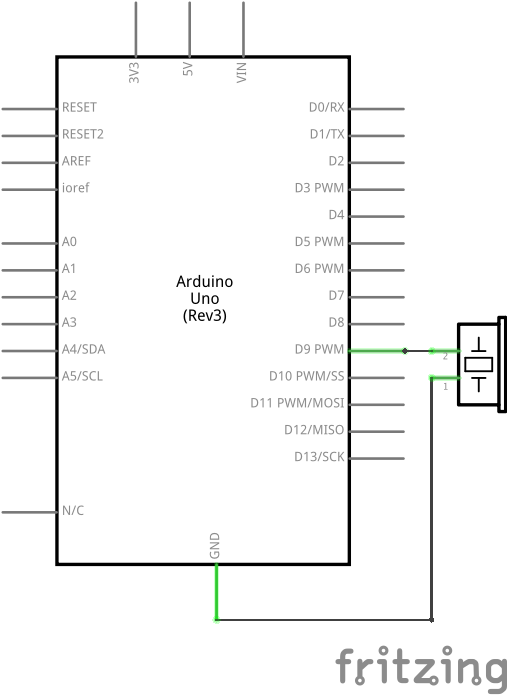 3V3
5V
VIN
RESET
RESET2
AREF
ioref
A0
A1
A2
A3
A4/SDA
A5/SCL
N/C
Arduino
Uno
(Rev3)
D0/RX
D1/TX
D2
D3 PWM
D4
D5 PWM
D6 PWM
D7
D8
D9 PWM
D10 PWM/SS
D11 PWM/MOSI
D12/MISO
D13/SCK
GND
2
1
fritzing